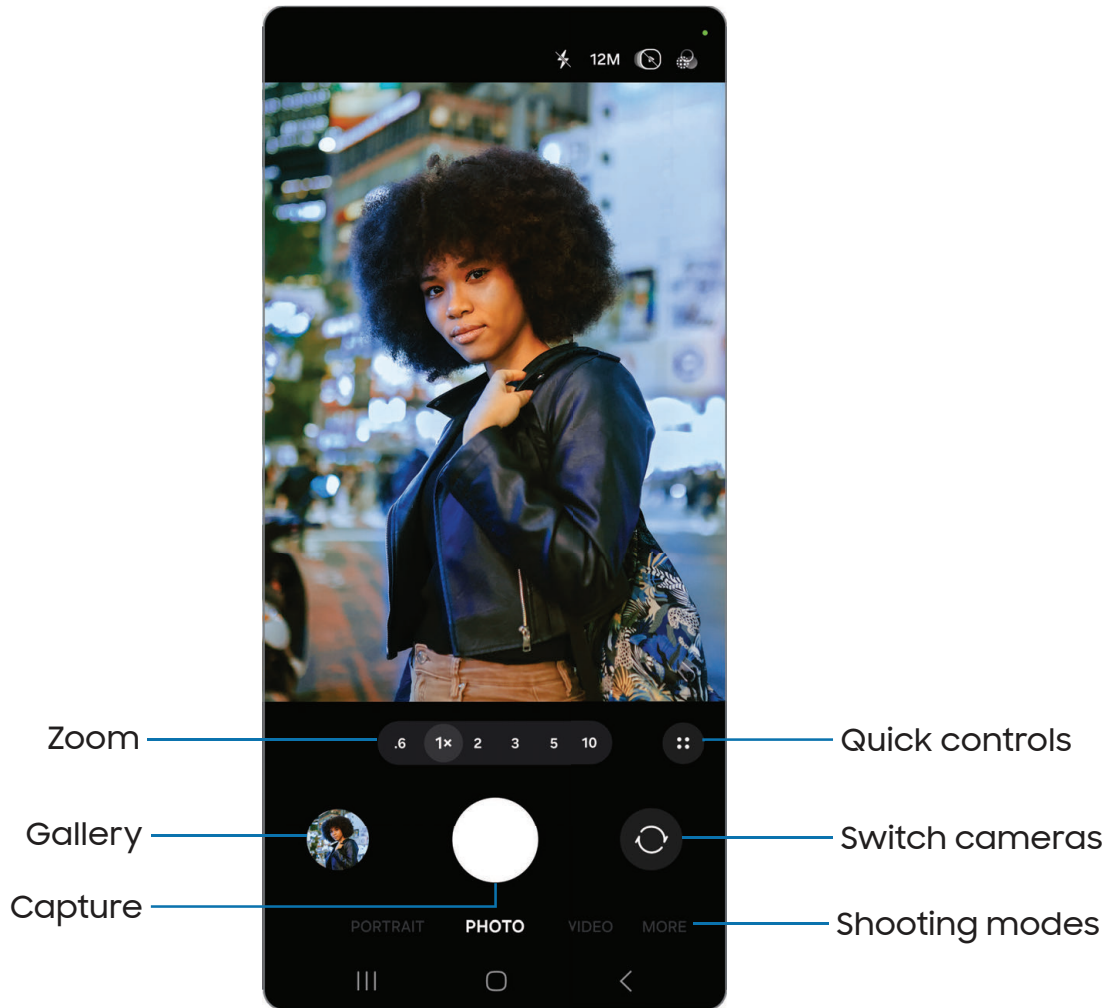 12M
.6 1× 2 3 5 10
Zoom
Quick controls
Gallery
Switch cameras
Capture
PORTRAIT PHOTO VIDEO MORE
Shooting modes